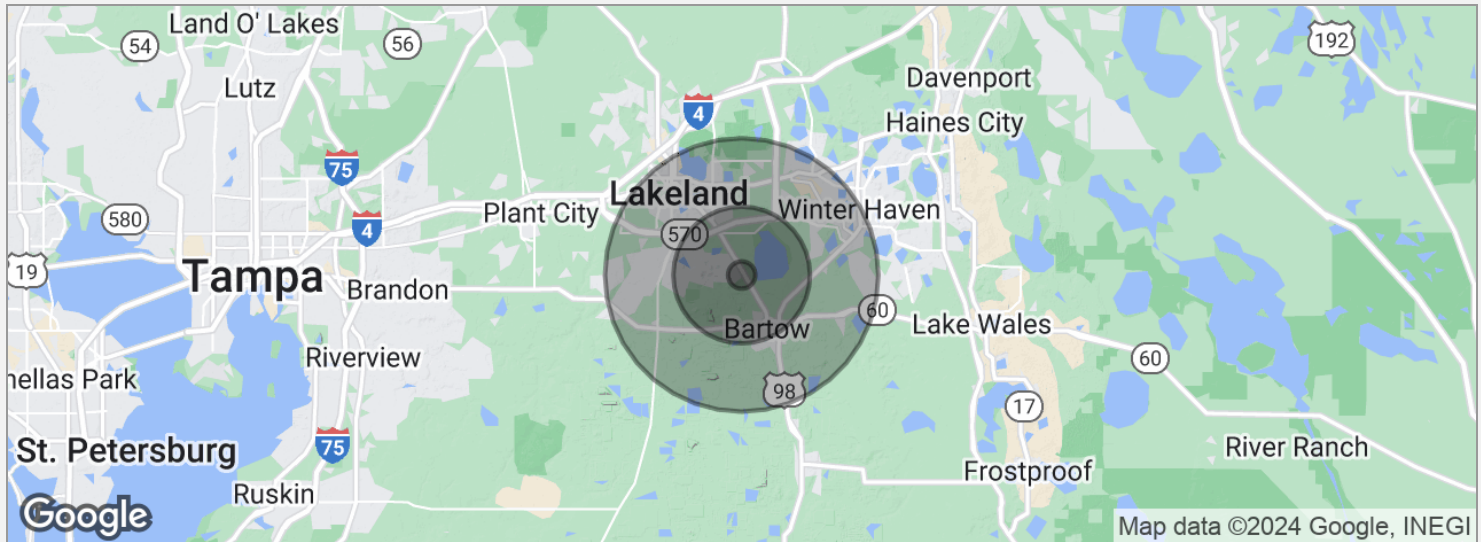 Land O' Lakes
54
56
192
Lutz
Davenport
4
Haines City
75
Lakeland
Plant City
Winter Haven
580
4
570
19
Tampa
Brandon
60
Bartow
Lake Wales
Riverview
60
nellas Park
98
17
St. Petersburg
75
River Ranch
Frostproof
Ruskin
Google
Map data ©2024 Google, INEGI